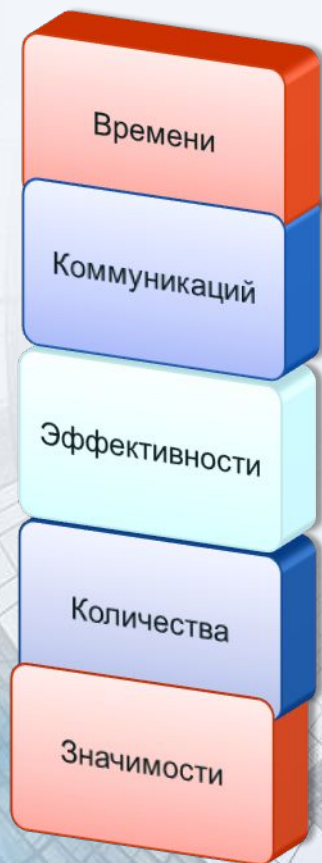 Времени
Коммуникаций
Эффективности
Количества
Значимости